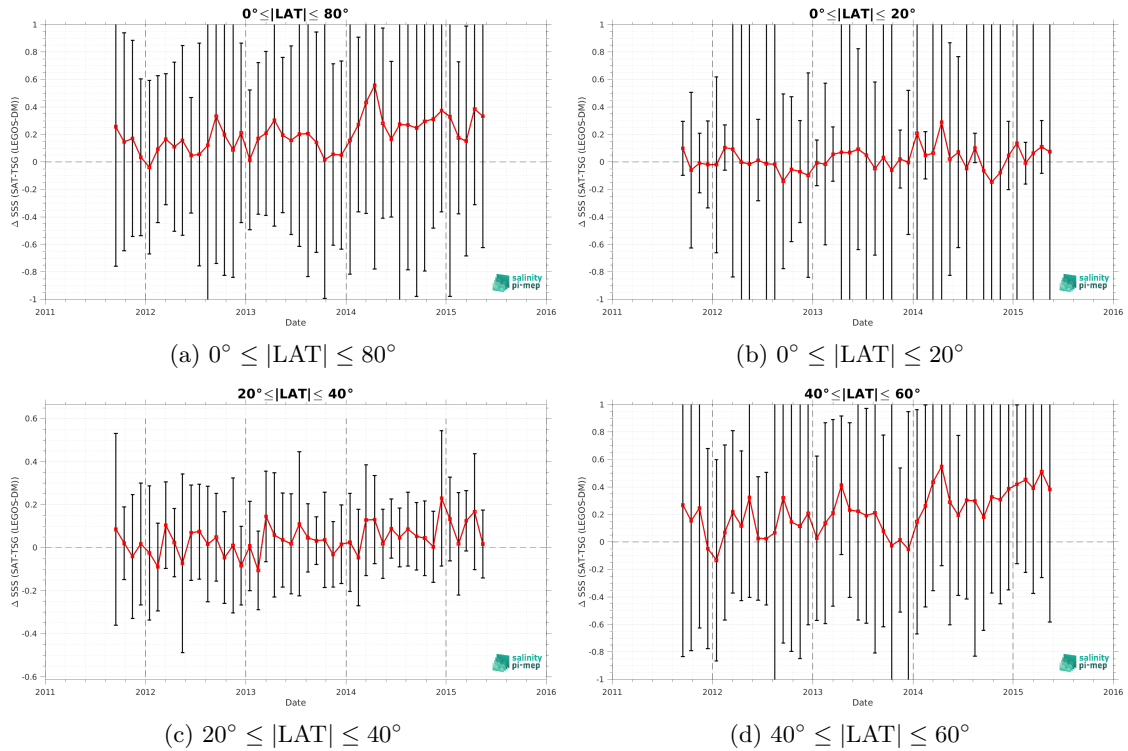 0°≤|LAT|≤ 80°
Δ SSS (SAT-TSG (LEGOS-DM))
1
0.8
0.6
0.4
0.2
0
-0.2
-0.4
-0.6
-0.8
-1
salinity
pi-mep
2011 2012 2013 2014 2015 2016
Date
(a) 0° ≤ |LAT| ≤ 80°
0°≤|LAT|≤ 20°
Δ SSS (SAT-TSG (LEGOS-DM))
1
0.8
0.6
0.4
0.2
0
-0.2
-0.4
-0.6
-0.8
-1
salinity
pi-mep
2011 2012 2013 2014 2015 2016
Date
(b) 0° ≤ |LAT| ≤ 20°
20°≤|LAT|≤ 40°
Δ SSS (SAT-TSG (LEGOS-DM))
0.6
0.4
0.2
0
-0.2
-0.4
-0.6
salinity
pi-mep
2011 2012 2013 2014 2015 2016
Date
(c) 20° ≤ |LAT| ≤ 40°
40°≤|LAT|≤ 60°
Δ SSS (SAT-TSG (LEGOS-DM))
1
0.8
0.6
0.4
0.2
0
-0.2
-0.4
-0.6
-0.8
-1
salinity
pi-mep
2011 2012 2013 2014 2015 2016
Date
(d) 40° ≤ |LAT| ≤ 60°